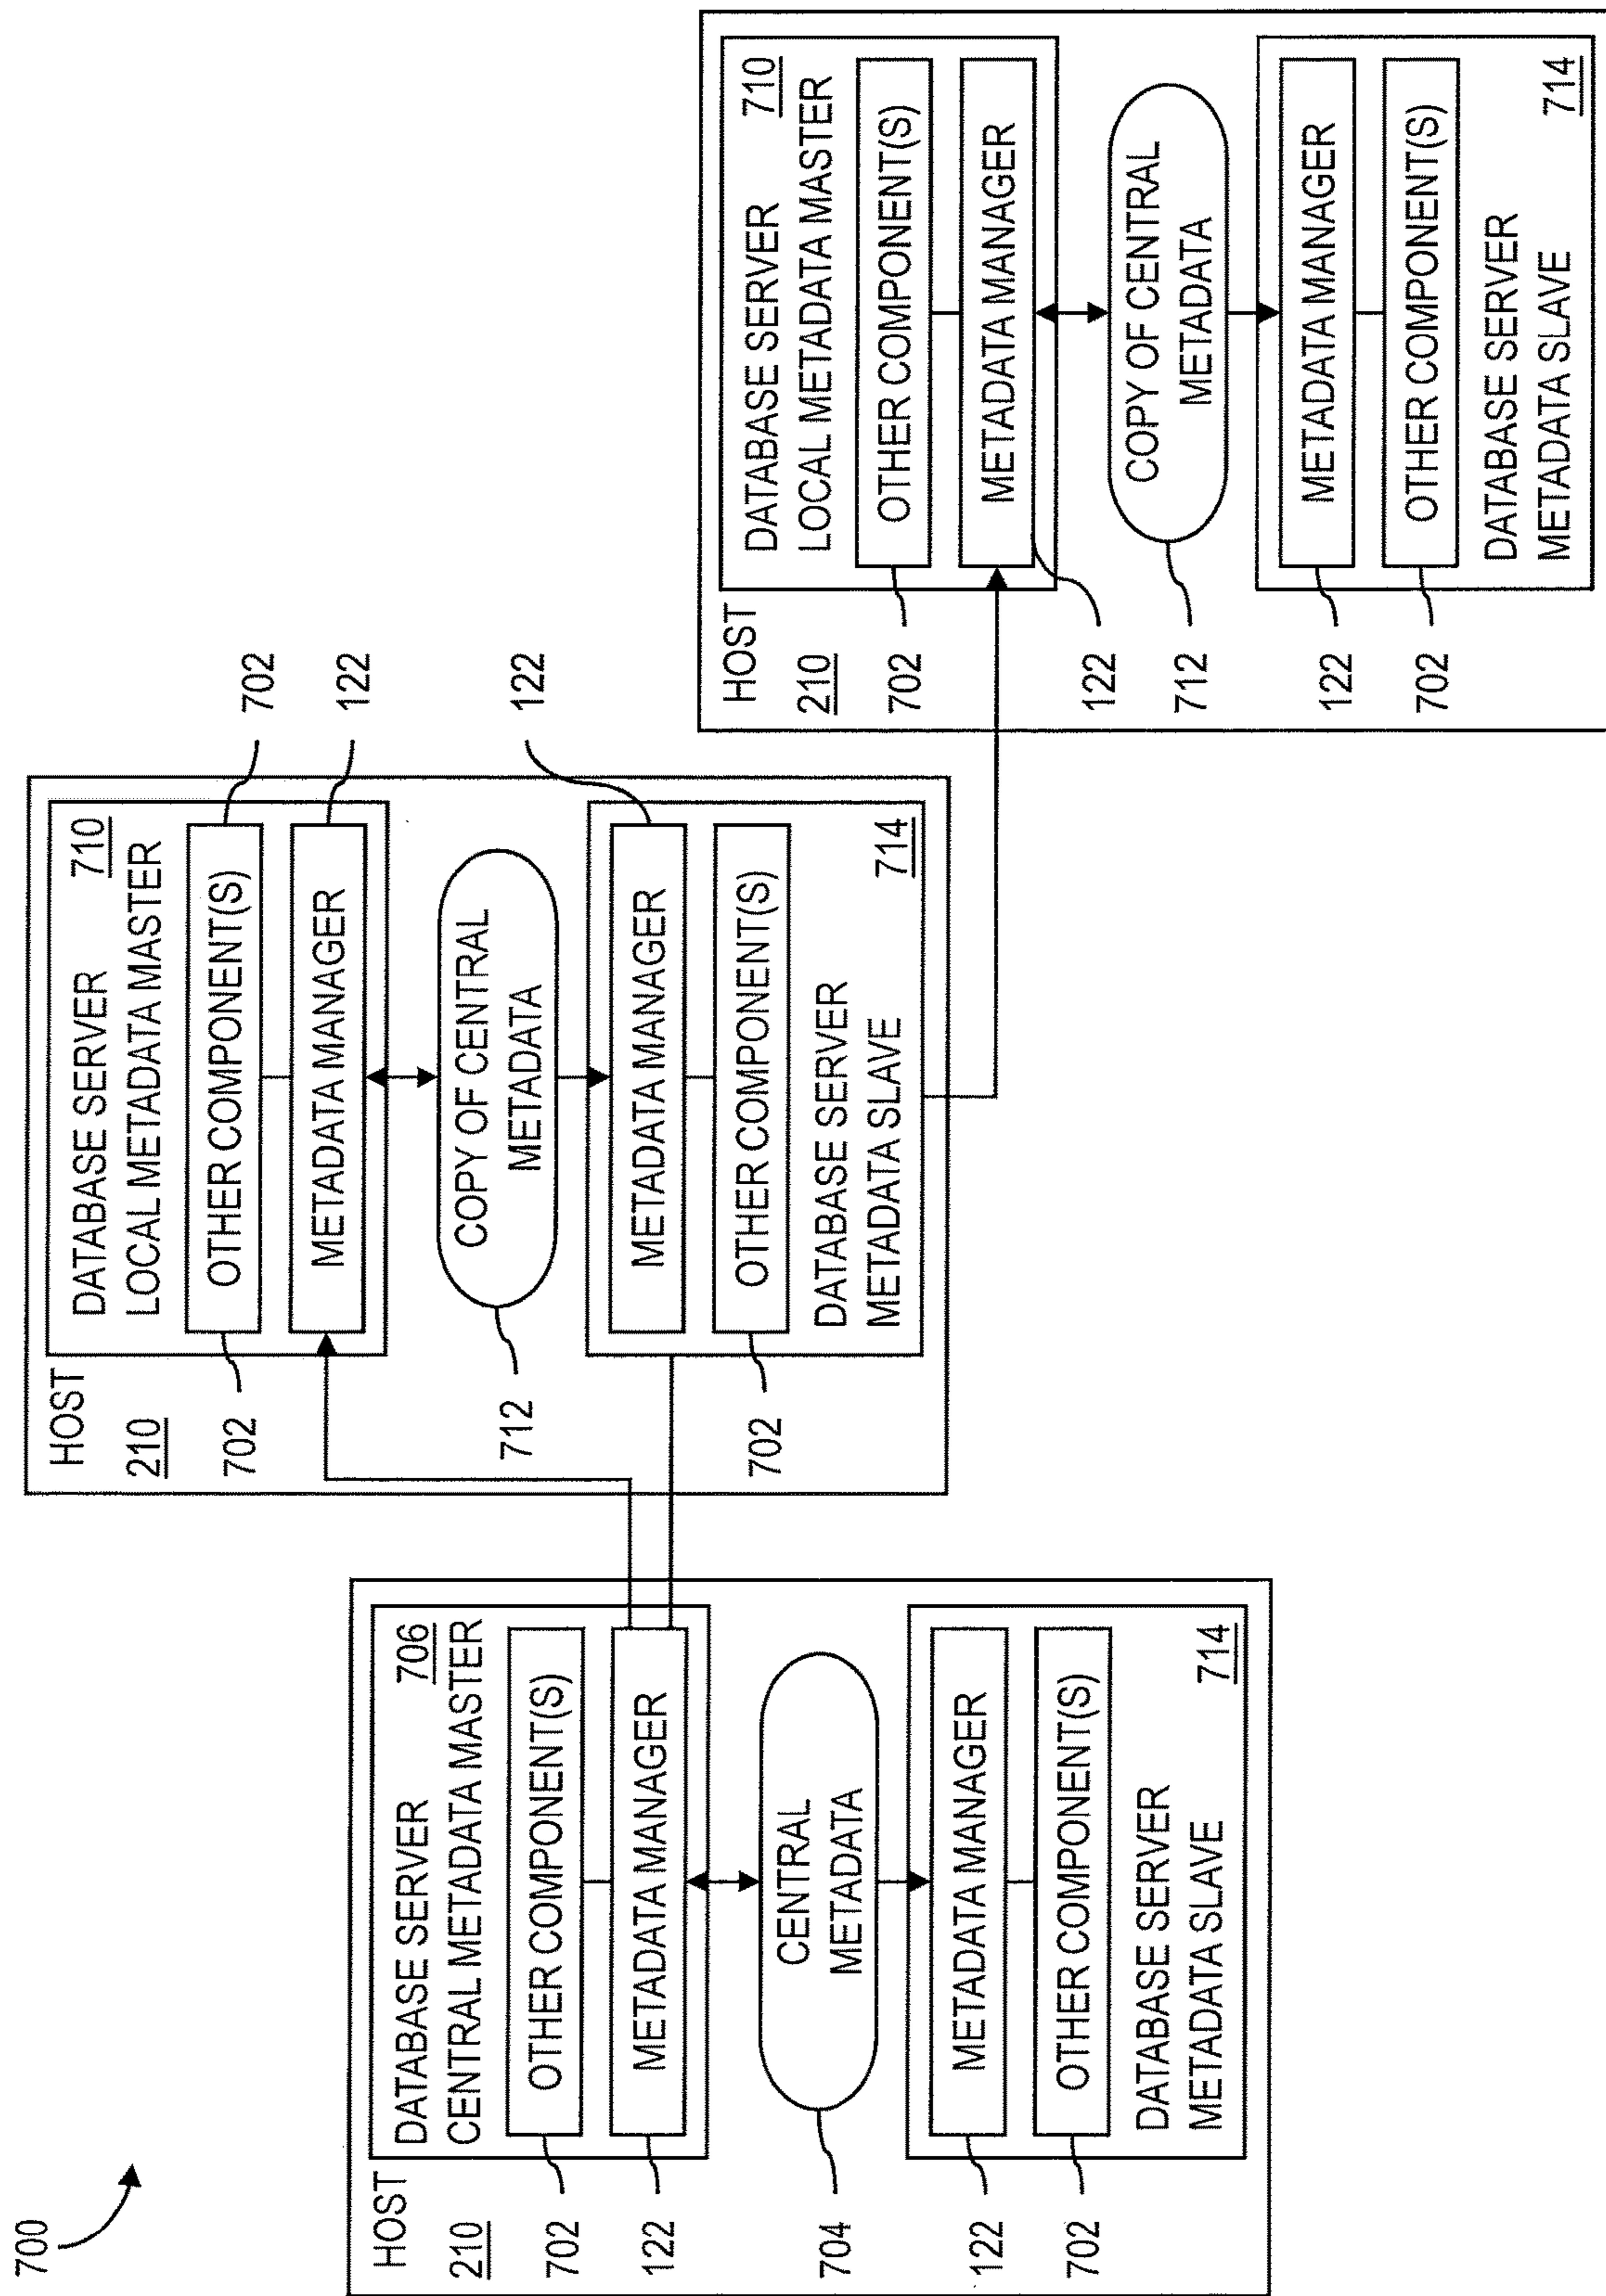 700
HOST
210
DATABASE SERVER 706
CENTRAL METADATA MASTER
OTHER COMPONENT(S)
702
METADATA MANAGER
122
CENTRAL
METADATA
704
METADATA MANAGER
122
OTHER COMPONENT(S)
702
DATABASE SERVER
METADATA SLAVE 714
HOST
210
DATABASE SERVER 710
LOCAL METADATA MASTER
OTHER COMPONENT(S)
702
702
METADATA MANAGER
122
COPY OF CENTRAL
METADATA
712
METADATA MANAGER
122
OTHER COMPONENT(S)
702
DATABASE SERVER
METADATA SLAVE 714
HOST
210
DATABASE SERVER 710
LOCAL METADATA MASTER
OTHER COMPONENT(S)
702
METADATA MANAGER
122
COPY OF CENTRAL
METADATA
712
METADATA MANAGER
122
OTHER COMPONENT(S)
702
DATABASE SERVER
METADATA SLAVE 714